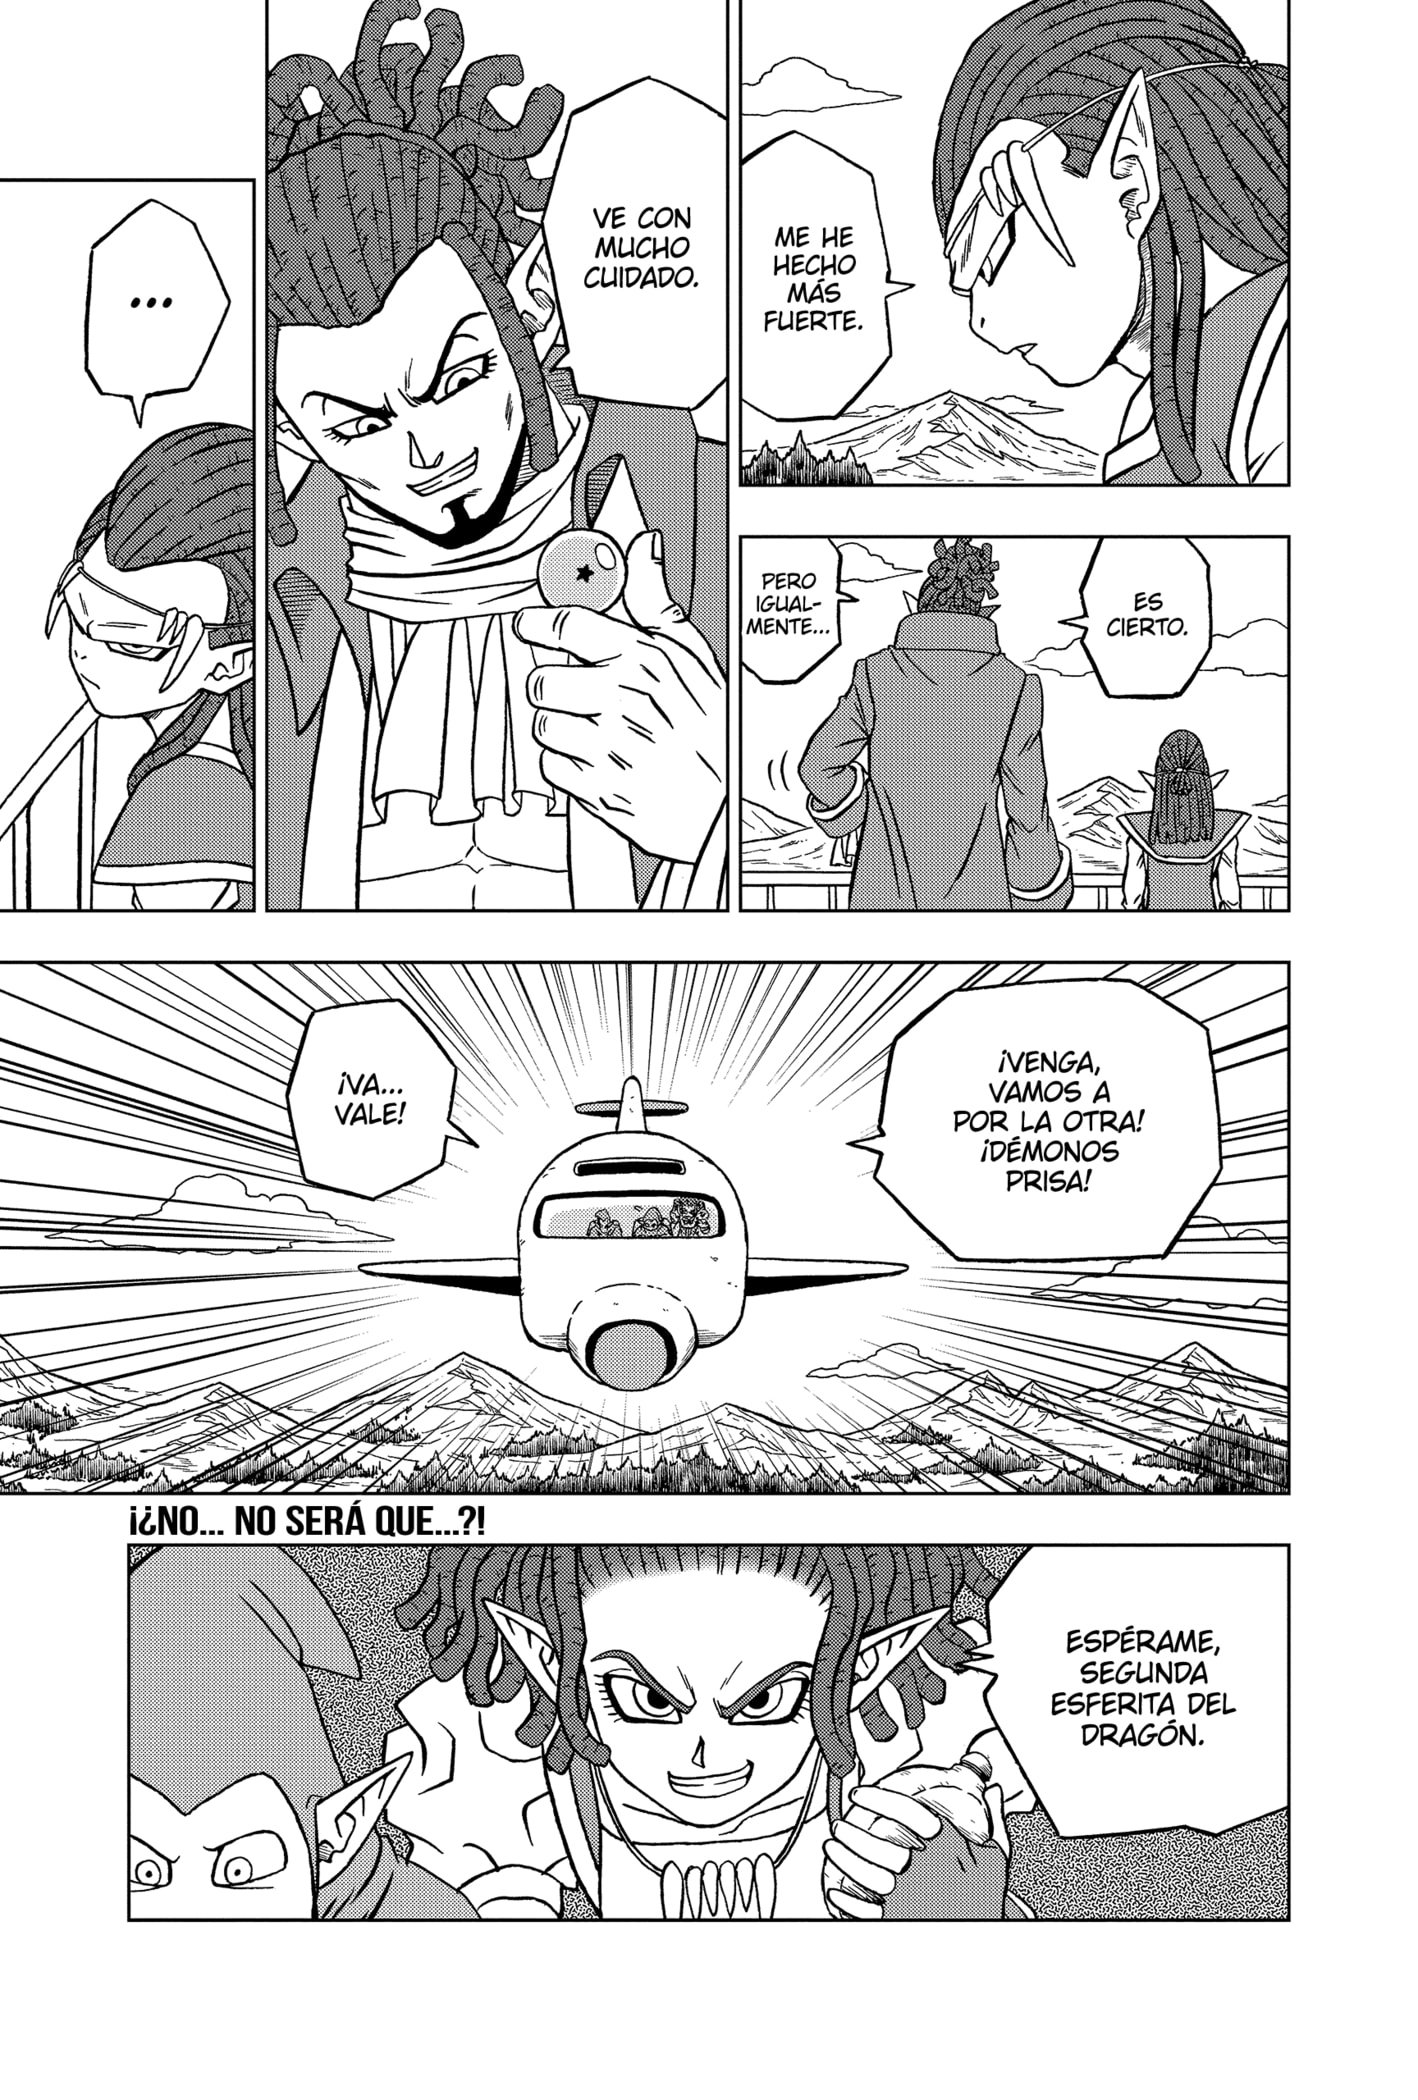 ME HE
HECHO
MÁS
FUERTE.
ES
CIERTO.
PERO
IGUAL-
MENTE...
VE CON
MUCHO
CUIDADO.
...
¡VENGA,
VAMOS A
POR LA OTRA!
¡DÉMONOS
PRISA!
¡VA...
VALE!
¡¿NO... NO SERÁ QUE...?!
ESPÉRAME,
SEGUNDA
ESFERITA DEL
DRAGÓN.